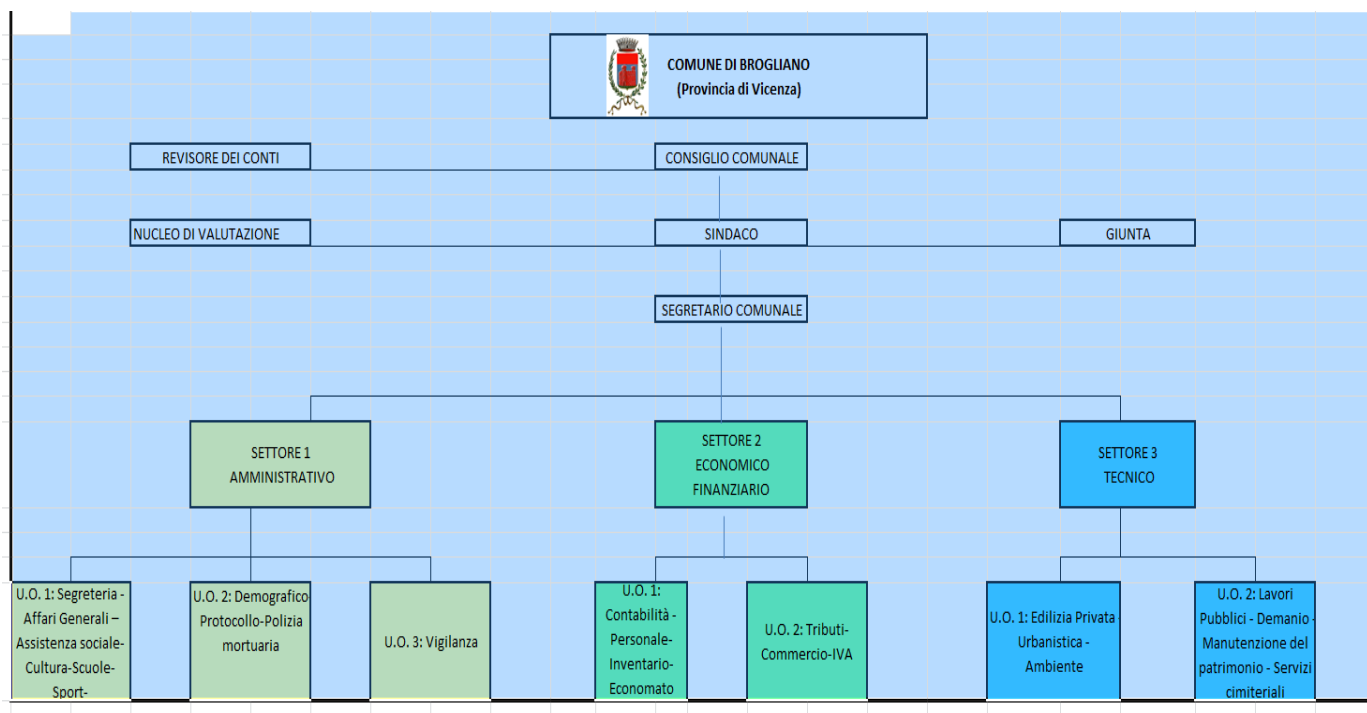 COMUNE DI BROGLIANO
(Provincia di Vicenza)
REVISORE DEI CONTI
CONSIGLIO COMUNALE
NUCLEO DI VALUTAZIONE
SINDACO
GIUNTA
SEGRETARIO COMUNALE
SETTORE 1
AMMINISTRATIVO
SETTORE 2
ECONOMICO
FINANZIARIO
SETTORE 3
TECNICO
U.O. 1: Segreteria -
Affari Generali –
Assistenza sociale-
Cultura-Scuole-
Sport-
U.O. 2: Demografico-
Protocollo-Polizia
mortuaria
U.O. 3: Vigilanza
U.O. 1:
Contabilità -
Personale-
Inventario-
Economato
U.O. 2: Tributi-
Commercio-IVA
U.O. 1: Edilizia Privata -
Urbanistica -
Ambiente
U.O. 2: Lavori
Pubblici - Demanio -
Manutenzione del
patrimonio - Servizi
cimiteriali